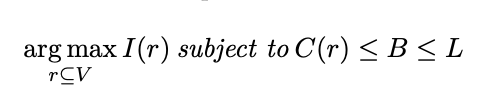 arg max I(r) subject to C(r) ≤ B ≤ L
r⊆V